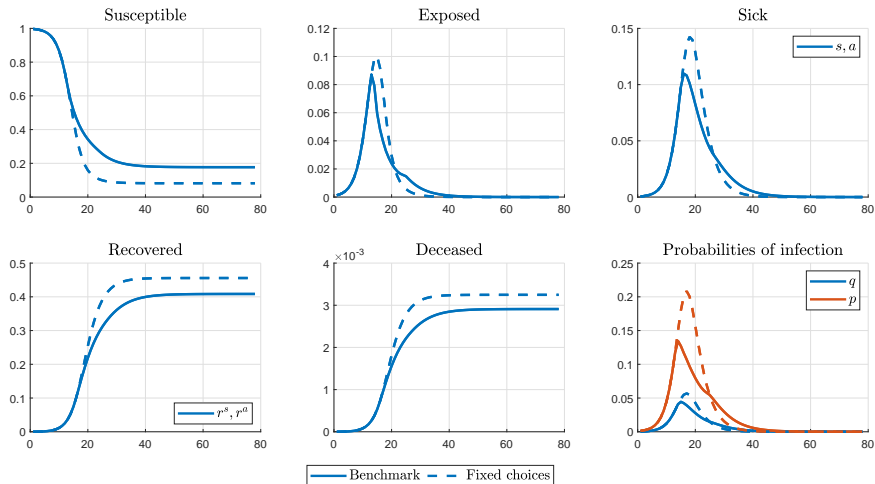 Susceptible
Exposed
Sick
1
0.8
0.6
0.4
0.2
0
0 20 40 60 80
0.12
0.1
0.08
0.06
0.04
0.02
0
0 20 40 60 80
0.15
0.1
0.05
0
0 20 40 60 80
s, a
Recovered
Deceased
Probabilities of infection
0.5
0.4
0.3
0.2
0.1
0
0 20 40 60 80
r^s, r^a
4 ×10^-3
3
2
1
0
0 20 40 60 80
0.25
0.2
0.15
0.1
0.05
0
0 20 40 60 80
q
p
Benchmark Fixed choices